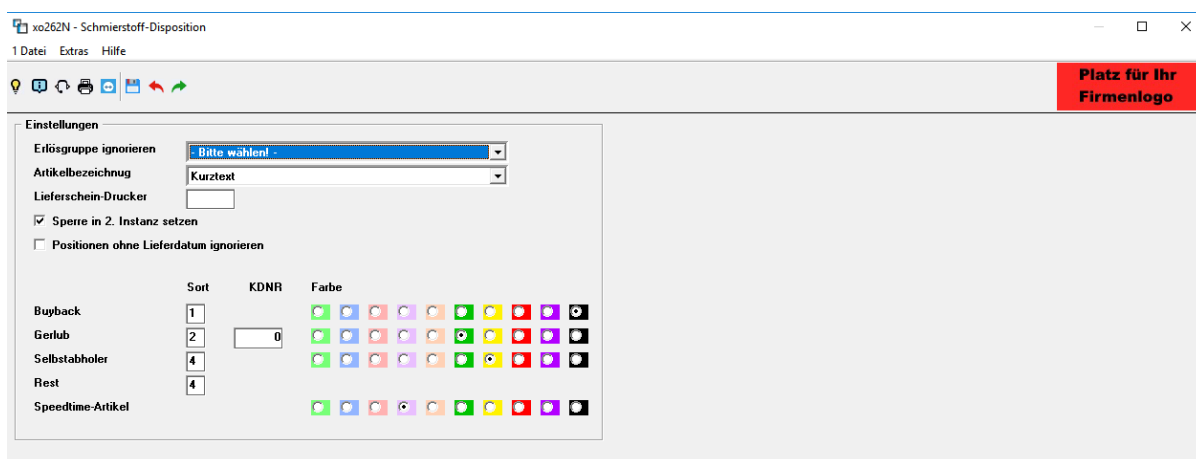 xo262N - Schmierstoff-Disposition
1 Datei Extras Hilfe
Platz für Ihr
Firmenlogo
Einstellungen
Erlösgruppe ignorieren - Bitte wählen! -
Artikelbezeichnug Kurztext
Lieferschein-Drucker
Sperre in 2. Instanz setzen
Positionen ohne Lieferdatum ignorieren
Sort KDNR Farbe
Buyback 1
Gerlub 2 0
Selbstabholer 4
Rest 4
Speedtime-Artikel